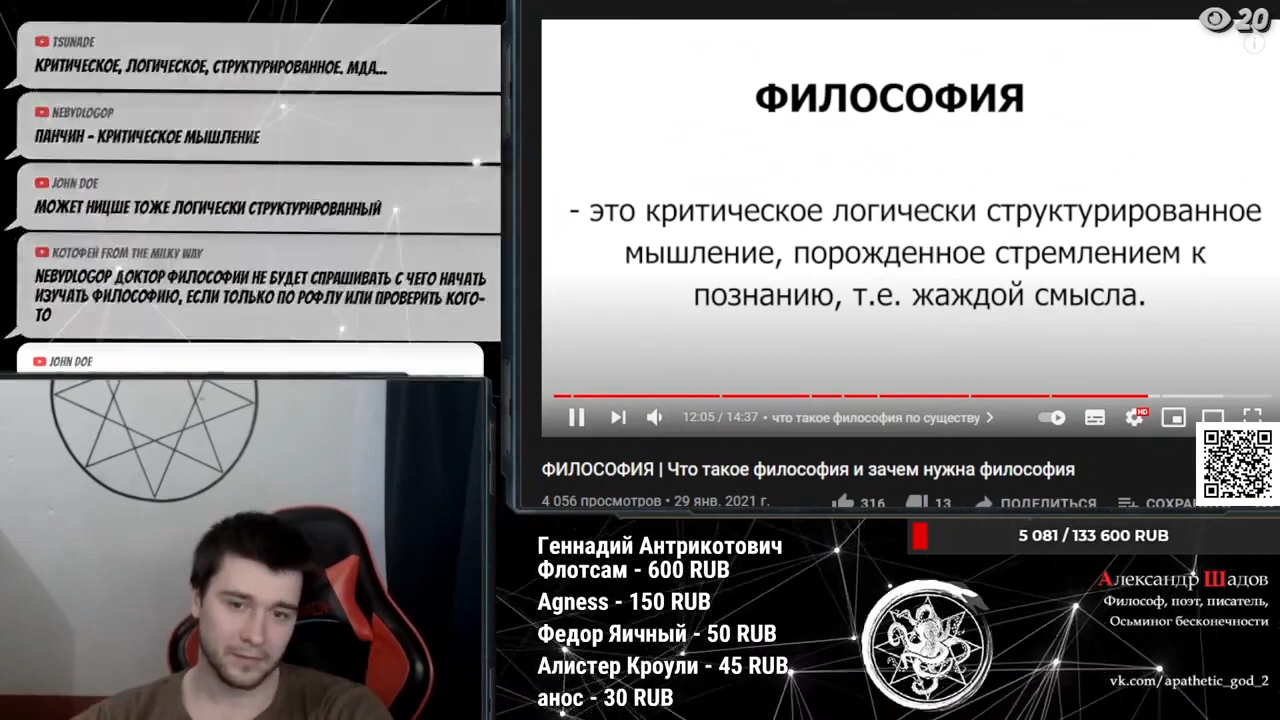 TSUNADE
КРИТИЧЕСКОЕ, ЛОГИЧЕСКОЕ, СТРУКТУРИРОВАННОЕ. МДА...
NEBYDLOGOP
ПАНЧИН - КРИТИЧЕСКОЕ МЫШЛЕНИЕ
JOHN DOE
МОЖЕТ НИЦШЕ ТОЖЕ ЛОГИЧЕСКИ СТРУКТУРИРОВАННЫЙ
КОТОФЕЙ FROM THE MILKY WAY
NEBYDLOGOP ДОКТОР ФИЛОСОФИИ НЕ БУДЕТ СПРАШИВАТЬ С ЧЕГО НАЧАТЬ
ИЗУЧАТЬ ФИЛОСОФИЮ, ЕСЛИ ТОЛЬКО ПО РОФЛУ ИЛИ ПРОВЕРИТЬ КОГО-
ТО
JOHN DOE
20
ФИЛОСОФИЯ
- это критическое логически структурированное
мышление, порожденное стремлением к
познанию, т.е. жаждой смысла.
12:05 / 14:37 • что такое философия по существу
HD
ФИЛОСОФИЯ | Что такое философия и зачем нужна философия
4 056 просмотров • 29 янв. 2021 г.
316
13
ПОДЕЛИТЬСЯ
СОХРАН
5 081 / 133 600 RUB
Геннадий Антрикотович
Флотсам - 600 RUB
Agness - 150 RUB
Федор Яичный - 50 RUB
Алистер Кроули - 45 RUB
анос - 30 RUB
Александр Шадов
Философ, поэт, писатель,
Осьминог бесконечности
vk.com/apathetic_god_2